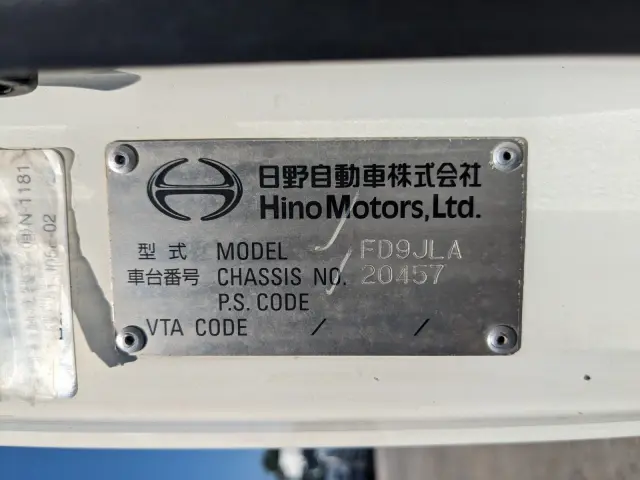 日野自動車株式会社
Hino Motors, Ltd.
型式 MODEL FD9JLA
車台番号 CHASSIS NO. 20457
P.S. CODE
VTA CODE / /
1181